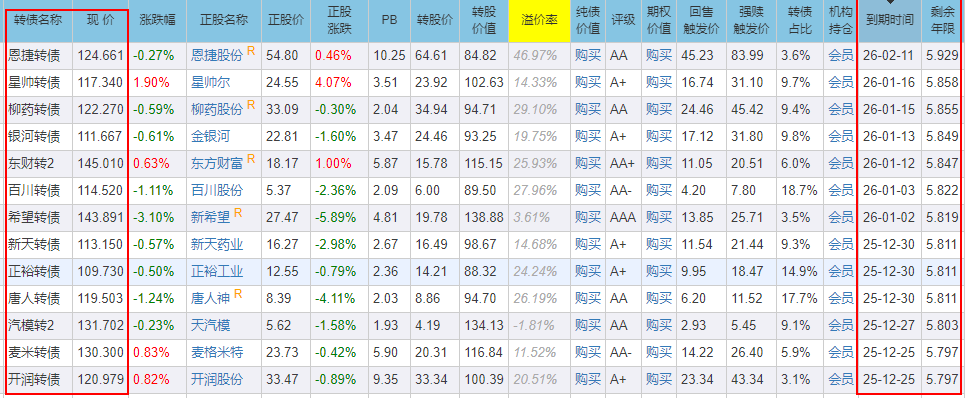 转债名称 现 价 涨跌幅 正股名称 正股价 正股涨跌 PB 转股价 转股价值 溢价率 纯债价值 评级 期权价值 回售触发价 强赎触发价 转债占比 机构持仓 到期时间 剩余年限
恩捷转债 124.661 -0.27% 恩捷股份 R 54.80 0.46% 10.25 64.61 84.82 46.97% 购买 AA 购买 45.23 83.99 3.6% 会员 26-02-11 5.929
星帅转债 117.340 1.90% 星帅尔 24.55 4.07% 3.51 23.92 102.63 14.33% 购买 A+ 购买 16.74 31.10 9.7% 会员 26-01-16 5.858
柳药转债 122.270 -0.59% 柳药股份 R 33.09 -0.30% 2.04 34.94 94.71 29.10% 购买 AA 购买 24.46 45.42 9.4% 会员 26-01-15 5.855
银河转债 111.667 -0.61% 金银河 22.81 -1.60% 3.47 24.46 93.25 19.75% 购买 A+ 购买 17.12 31.80 9.8% 会员 26-01-13 5.849
东财转2 145.010 0.63% 东方财富 R 18.17 1.00% 5.87 15.78 115.15 25.93% 购买 AA+ 购买 11.05 20.51 6.0% 会员 26-01-12 5.847
百川转债 114.520 -1.11% 百川股份 5.37 -2.36% 2.09 6.00 89.50 27.96% 购买 AA- 购买 4.20 7.80 18.7% 会员 26-01-03 5.822
希望转债 143.891 -3.10% 新希望 R 27.47 -5.89% 4.81 19.78 138.88 3.61% 购买 AAA 购买 13.85 25.71 3.5% 会员 26-01-02 5.819
新天转债 113.150 -0.57% 新天药业 16.27 -2.98% 2.67 16.49 98.67 14.68% 购买 A+ 购买 11.54 21.44 9.3% 会员 25-12-30 5.811
正裕转债 109.730 -0.50% 正裕工业 12.55 -0.79% 2.36 14.21 88.32 24.24% 购买 A+ 购买 9.95 18.47 14.9% 会员 25-12-30 5.811
唐人转债 119.503 -1.24% 唐人神 R 8.39 -4.11% 2.03 8.86 94.70 26.19% 购买 AA 购买 6.20 11.52 17.7% 会员 25-12-30 5.811
汽模转2 131.702 -0.23% 天汽模 5.62 -1.58% 1.93 4.19 134.13 -1.81% 购买 AA 购买 2.93 5.45 9.1% 会员 25-12-27 5.803
麦米转债 130.300 0.83% 麦格米特 23.73 -0.42% 5.90 20.31 116.84 11.52% 购买 AA- 购买 14.22 26.40 5.9% 会员 25-12-25 5.797
开润转债 120.979 0.82% 开润股份 33.47 -0.89% 9.35 33.34 100.39 20.51% 购买 A+ 购买 23.34 43.34 3.1% 会员 25-12-25 5.797